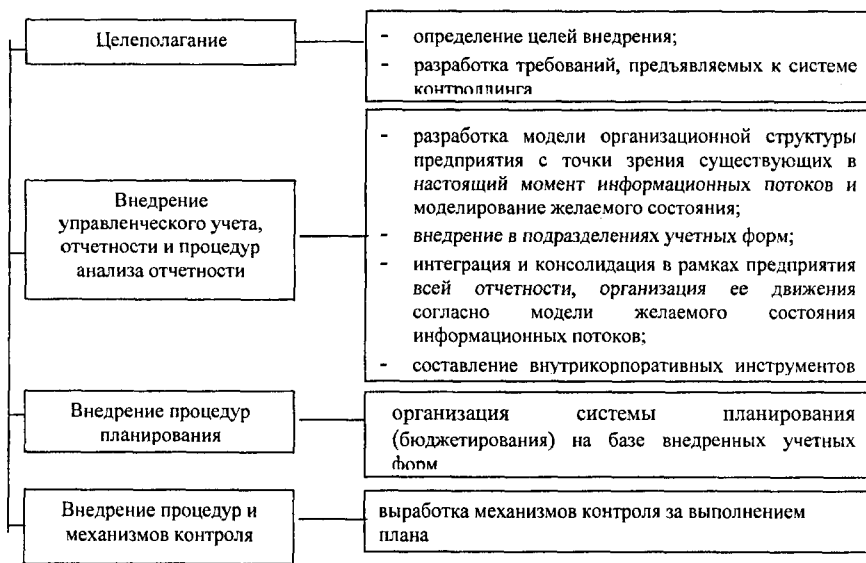 Целеполагание
- определение целей внедрения;
- разработка требований, предъявляемых к системе
контроллинга
Внедрение
управленческого учета,
отчетности и процедур
анализа отчетности
- разработка модели организационной структуры
предприятия с точки зрения существующих в
настоящий момент информационных потоков и
моделирование желаемого состояния;
- внедрение в подразделениях учетных форм;
- интеграция и консолидация в рамках предприятия
всей отчетности, организация ее движения
согласно модели желаемого состояния
информационных потоков;
- составление внутрикорпоративных инструментов
Внедрение процедур
планирования
организация системы планирования
(бюджетирования) на базе внедренных учетных
форм
Внедрение процедур и
механизмов контроля
выработка механизмов контроля за выполнением
плана